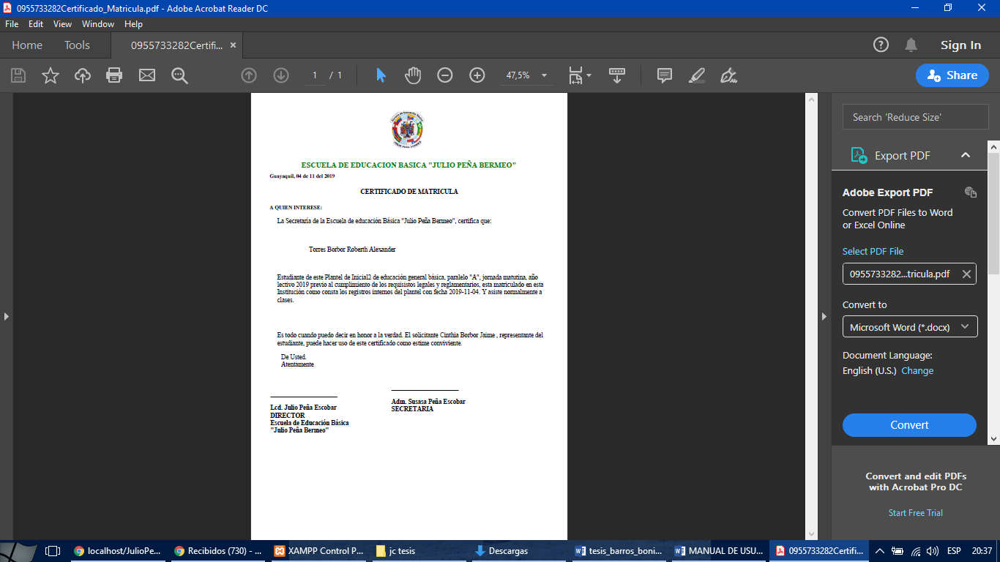 0955733282Certificado_Matricula.pdf - Adobe Acrobat Reader DC
File Edit View Window Help
Home Tools 0955733282Certifi... × Sign In
1 / 1 47,5% Share
ESCUELA DE EDUCACION BASICA "JULIO PEÑA BERMEO"
Guayaquil, 04 de 11 del 2019
CERTIFICADO DE MATRICULA
A QUIEN INTERESE:
La Secretaría de la Escuela de educación Básica "Julio Peña Bermeo", certifica que:
Torres Borbor Roberth Alexander
Estudiante de este Plantel de Inicial2 de educación general básica, paralelo "A", jornada matutina, año
lectivo 2019 previo al cumplimiento de los requisistos legales y reglamentarios, esta matriculado en esta
Institución como consta los registros internos del plantel con fecha 2019-11-04. Y asiste normalmente a
clases.
Es todo cuando puedo decir en honor a la verdad. El solicitante Cinthia Borbor Jaime , representante del
estudiante, puede hacer uso de este certificado como estime conviviente.
De Usted.
Atentamente
Lcd. Julio Peña Escobar
DIRECTOR
Escuela de Educación Básica
"Julio Peña Bermeo"
Adm. Susasa Peña Escobar
SECRETARIA
Search 'Reduce Size'
Export PDF
Adobe Export PDF
Convert PDF Files to Word
or Excel Online
Select PDF File
0955733282...tricula.pdf
Convert to
Microsoft Word (*.docx)
Document Language:
English (U.S.) Change
Convert
Convert and edit PDFs
with Acrobat Pro DC
Start Free Trial
localhost/JulioPe... Recibidos (730) - ... XAMPP Control P... jc tesis Descargas tesis_barros_boni... MANUAL DE USU... 0955733282Certifi... ESP 20:37